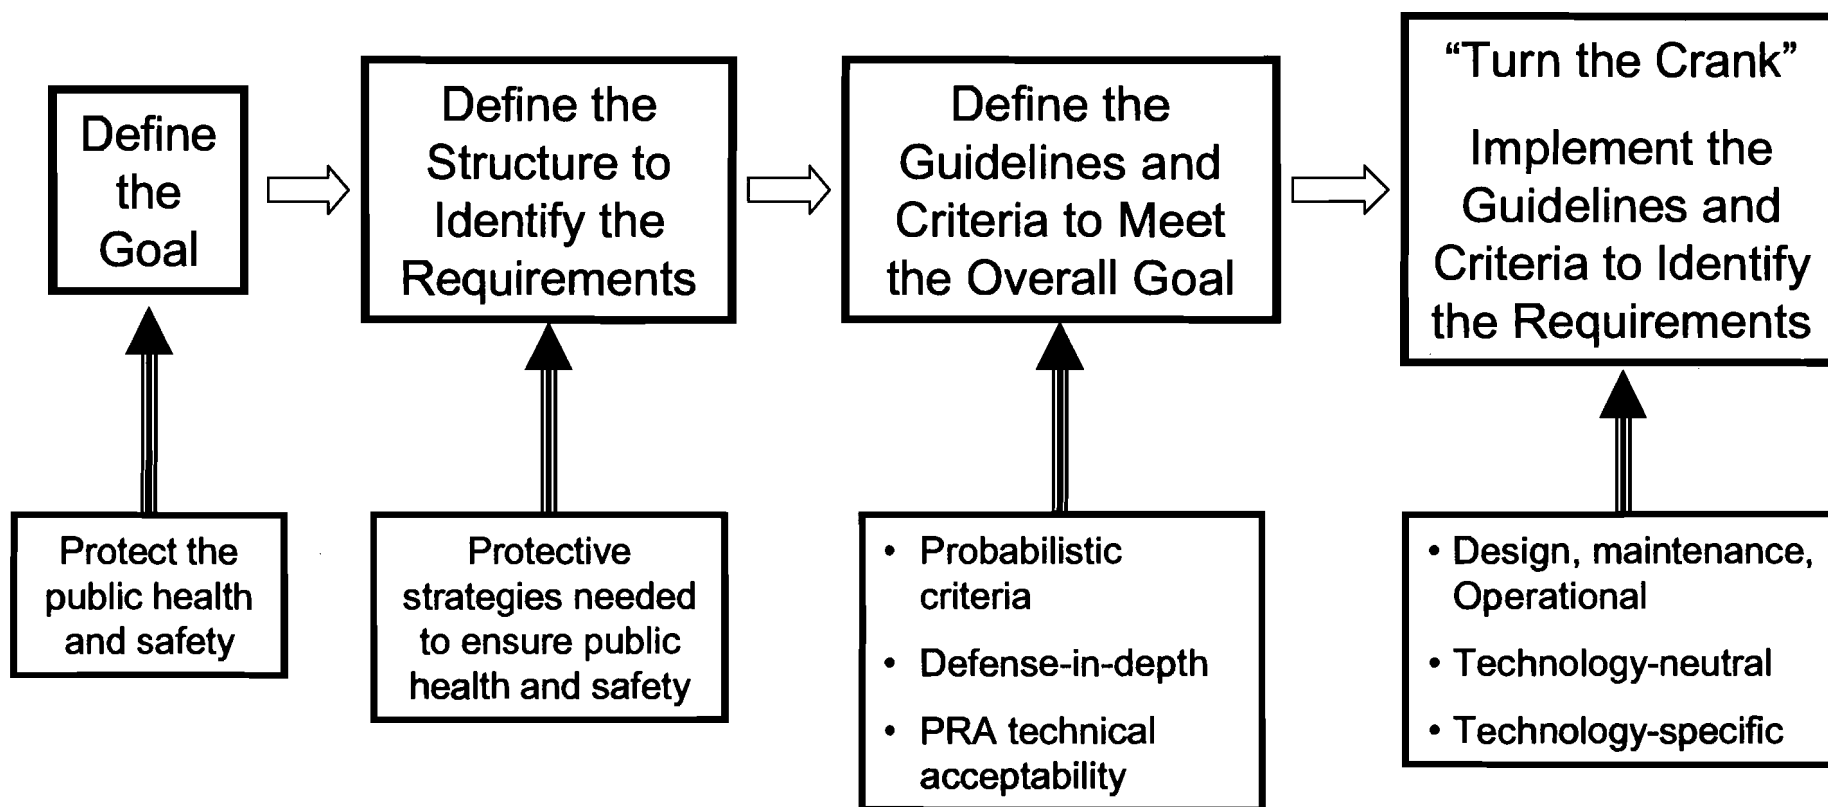 Define
the
Goal
Define the
Structure to
Identify the
Requirements
Define the
Guidelines and
Criteria to Meet
the Overall Goal
“Turn the Crank”
Implement the
Guidelines and
Criteria to Identify
the Requirements
Protect the
public health
and safety
Protective
strategies needed
to ensure public
health and safety
• Probabilistic
criteria
• Defense-in-depth
• PRA technical
acceptability
• Design, maintenance,
Operational
• Technology-neutral
• Technology-specific